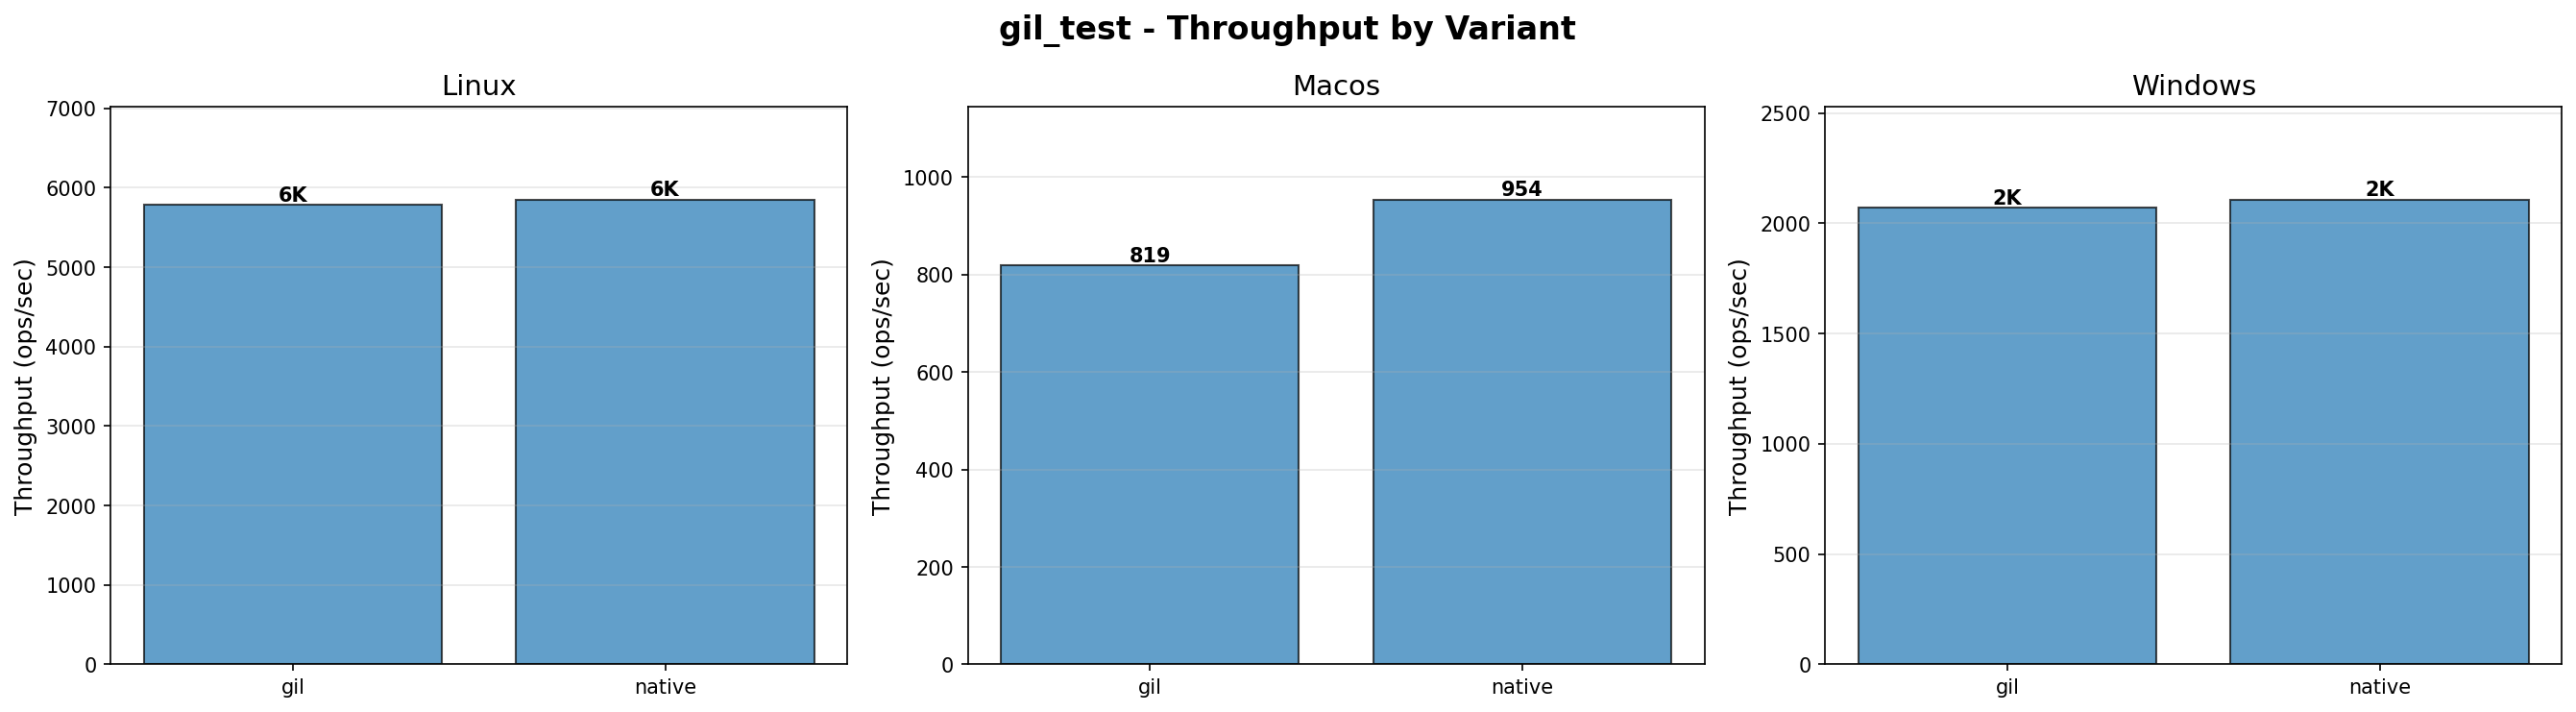 gil_test - Throughput by Variant
Linux
Throughput (ops/sec)
7000
6000
5000
4000
3000
2000
1000
0
6K
6K
gil
native
Macos
Throughput (ops/sec)
1000
800
600
400
200
0
819
954
gil
native
Windows
Throughput (ops/sec)
2500
2000
1500
1000
500
0
2K
2K
gil
native